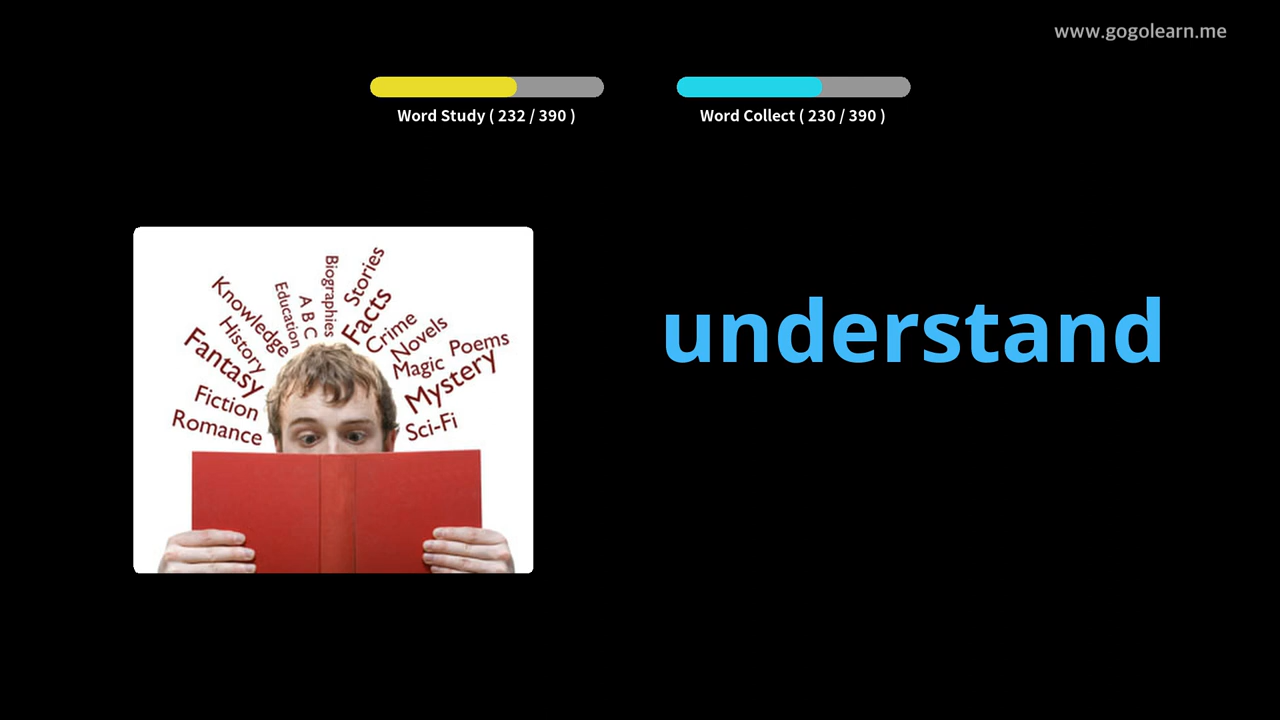 www.gogolearn.me
Word Study ( 232 / 390 )
Word Collect ( 230 / 390 )
understand
Romance
Fiction
Fantasy
History
Knowledge
Education
A B C
Biographies
Stories
Facts
Crime
Novels
Magic
Poems
Mystery
Sci-Fi